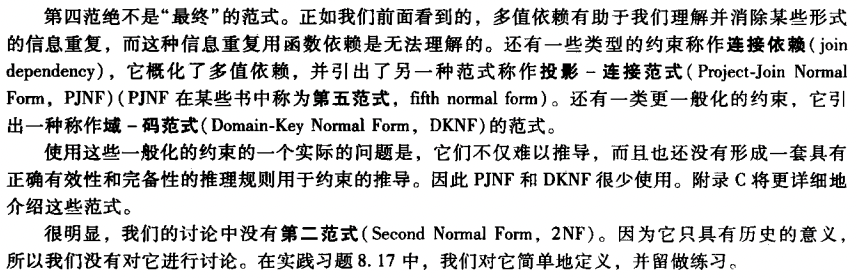 第四范绝不是“最终”的范式。正如我们前面看到的，多值依赖有助于我们理解并消除某些形式
的信息重复，而这种信息重复用函数依赖是无法理解的。还有一些类型的约束称作连接依赖(join
dependency)，它概化了多值依赖，并引出了另一种范式称作投影－连接范式(Project-Join Normal
Form，PJNF)(PJNF 在某些书中称为第五范式，fifth normal form)。还有一类更一般化的约束，它引
出一种称作域－码范式(Domain-Key Normal Form，DKNF)的范式。
使用这些一般化的约束的一个实际的问题是，它们不仅难以推导，而且也还没有形成一套具有
正确有效性和完备性的推理规则用于约束的推导。因此 PJNF 和 DKNF 很少使用。附录 C 将更详细地
介绍这些范式。
很明显，我们的讨论中没有第二范式(Second Normal Form，2NF)。因为它只具有历史的意义，
所以我们没有对它进行讨论。在实践习题 8.17 中，我们对它简单地定义，并留做练习。